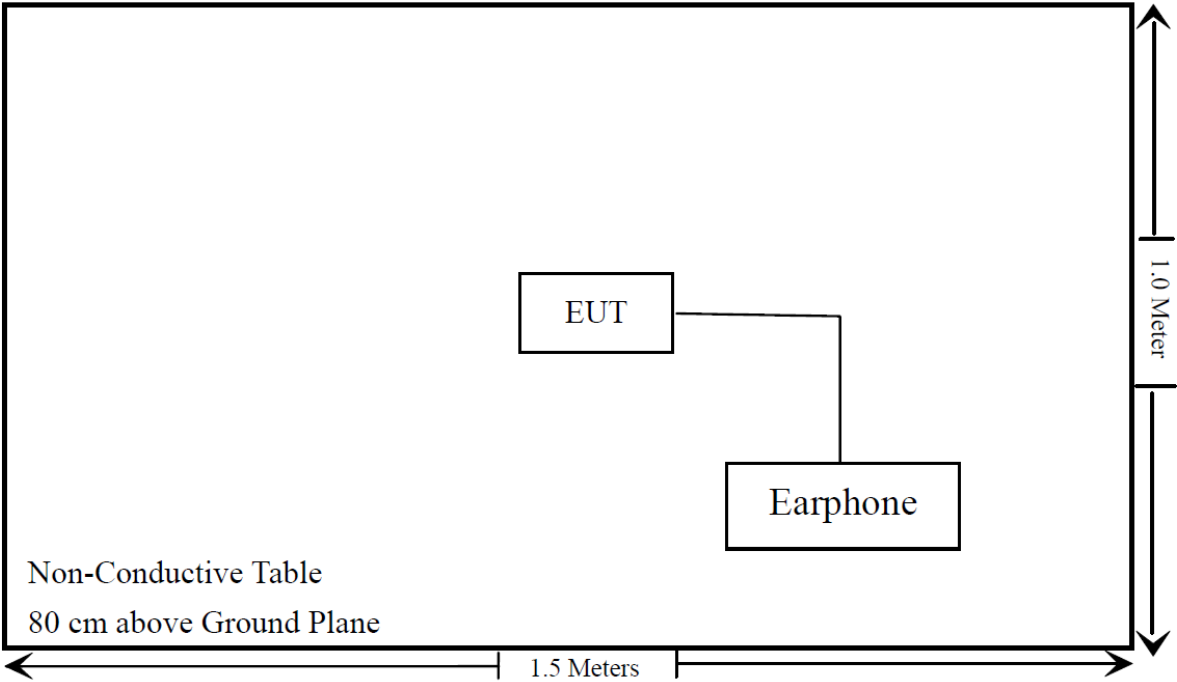 EUT
1.0 Meter
Earphone
Non-Conductive Table
80 cm above Ground Plane
1.5 Meters